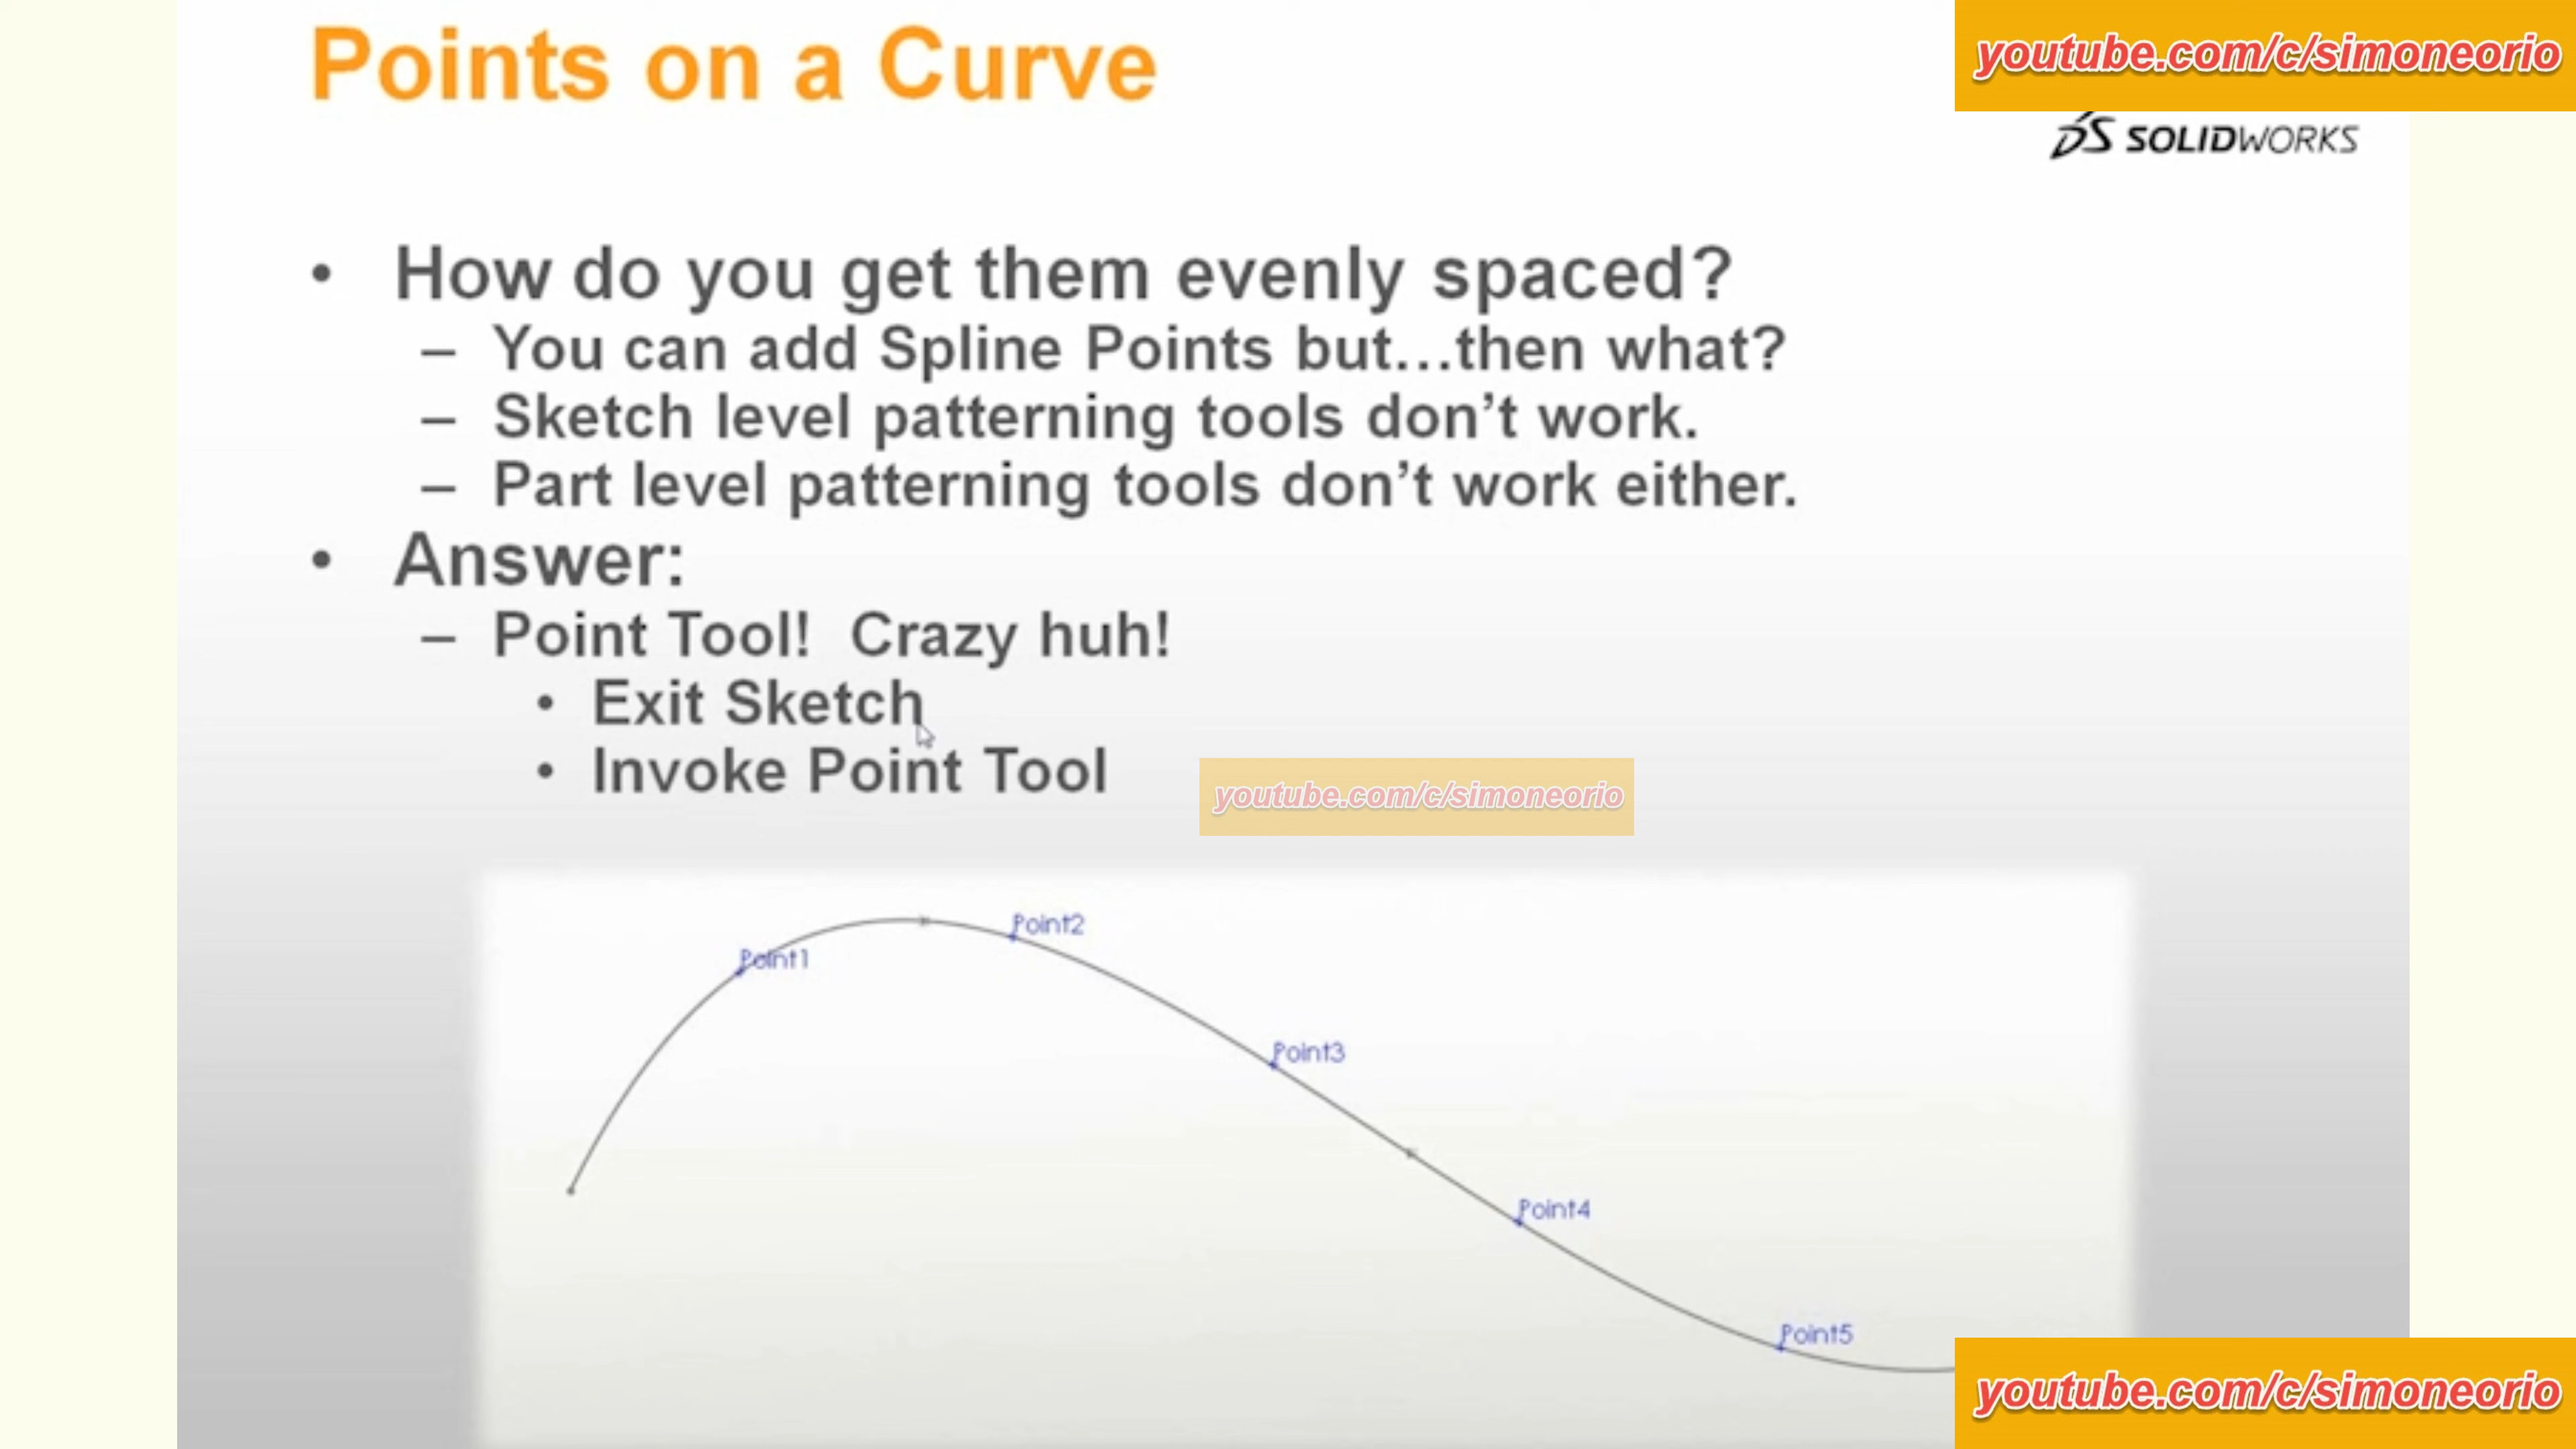 Points on a Curve
youtube.com/c/simoneorio
DS SOLIDWORKS
• How do you get them evenly spaced?
– You can add Spline Points but...then what?
– Sketch level patterning tools don't work.
– Part level patterning tools don't work either.
• Answer:
– Point Tool! Crazy huh!
• Exit Sketch
• Invoke Point Tool
youtube.com/c/simoneorio
Point1
Point2
Point3
Point4
Point5
youtube.com/c/simoneorio